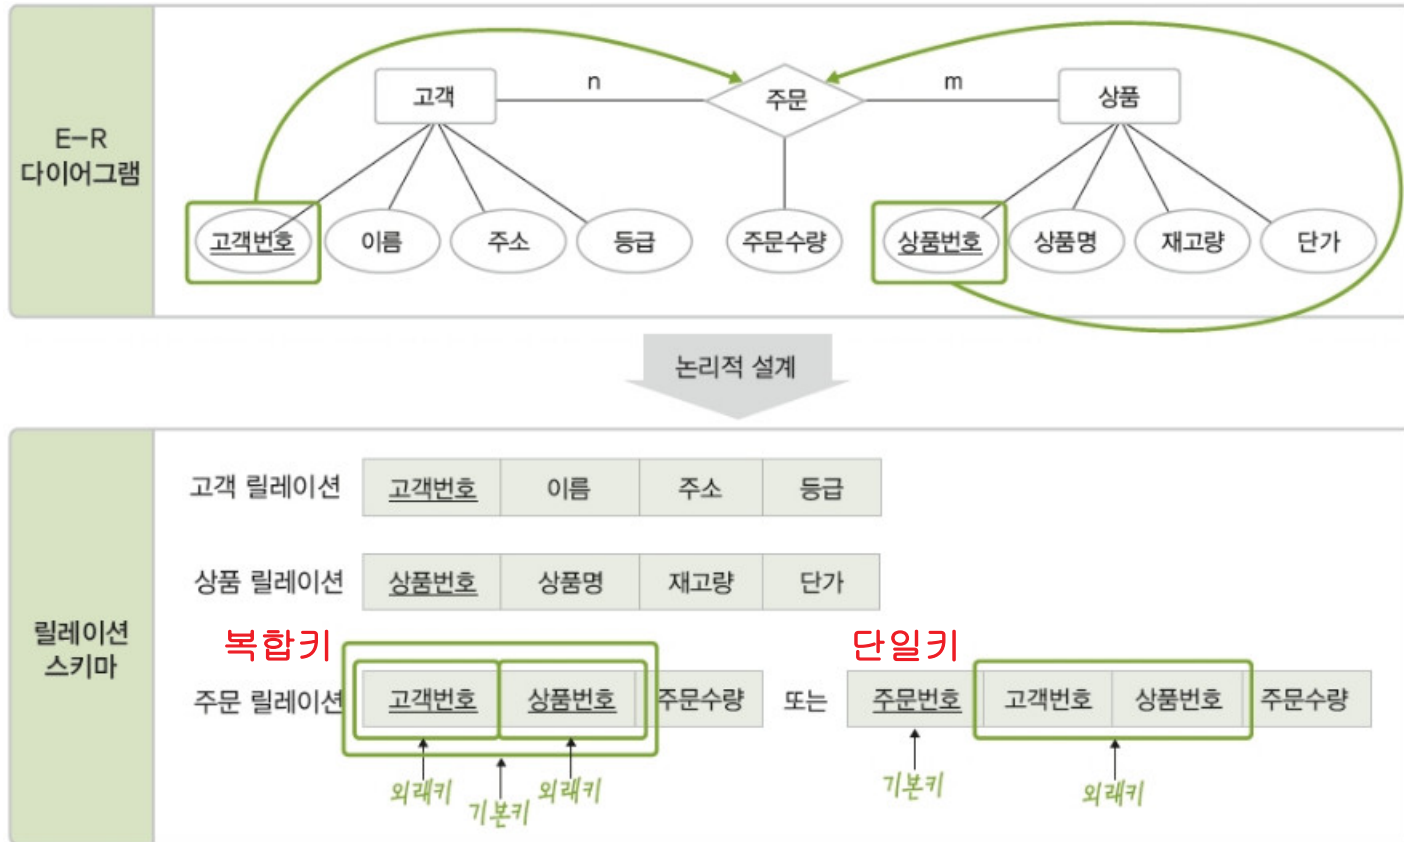 E-R
다이어그램
고객
n
주문
m
상품
고객번호
이름
주소
등급
주문수량
상품번호
상품명
재고량
단가
논리적 설계
릴레이션
스키마
고객 릴레이션 고객번호 이름 주소 등급
상품 릴레이션 상품번호 상품명 재고량 단가
복합키
단일키
주문 릴레이션 고객번호 상품번호 주문수량 또는 주문번호 고객번호 상품번호 주문수량
외래키 기본키 외래키 기본키 외래키